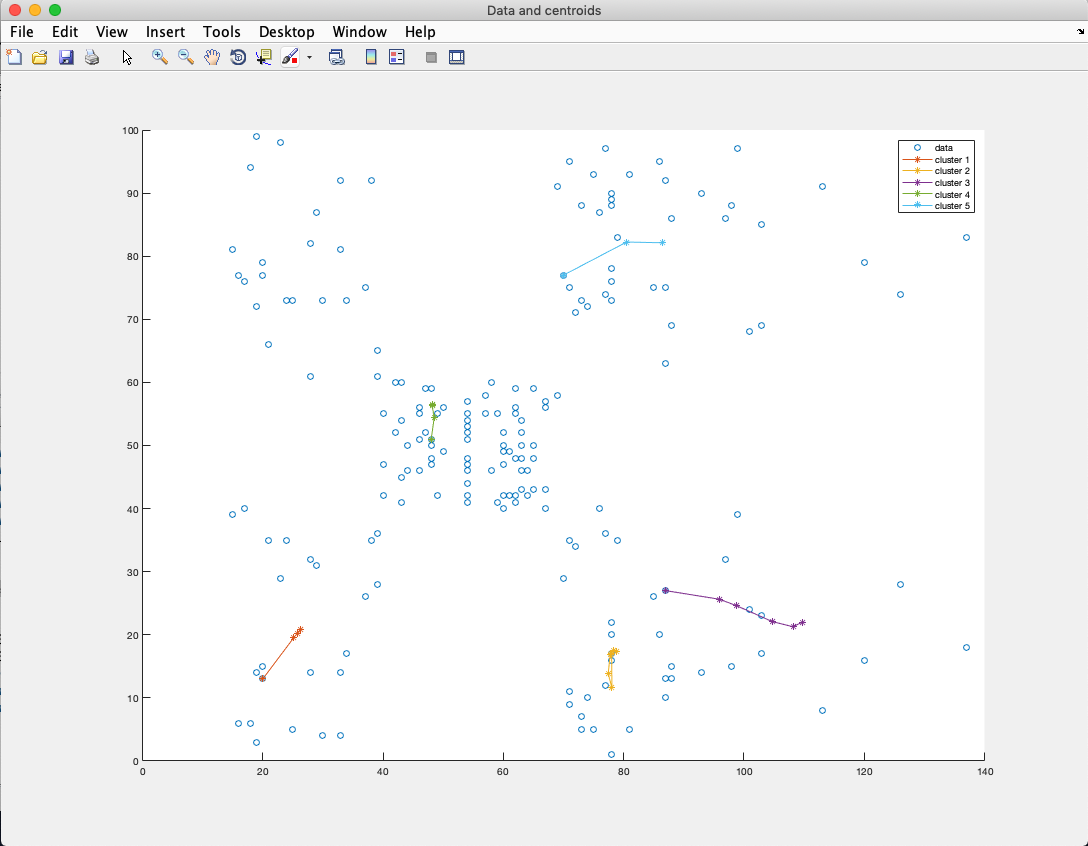 Data and centroids
File Edit View Insert Tools Desktop Window Help
100
90
80
70
60
50
40
30
20
10
0
0 20 40 60 80 100 120 140
data
cluster 1
cluster 2
cluster 3
cluster 4
cluster 5